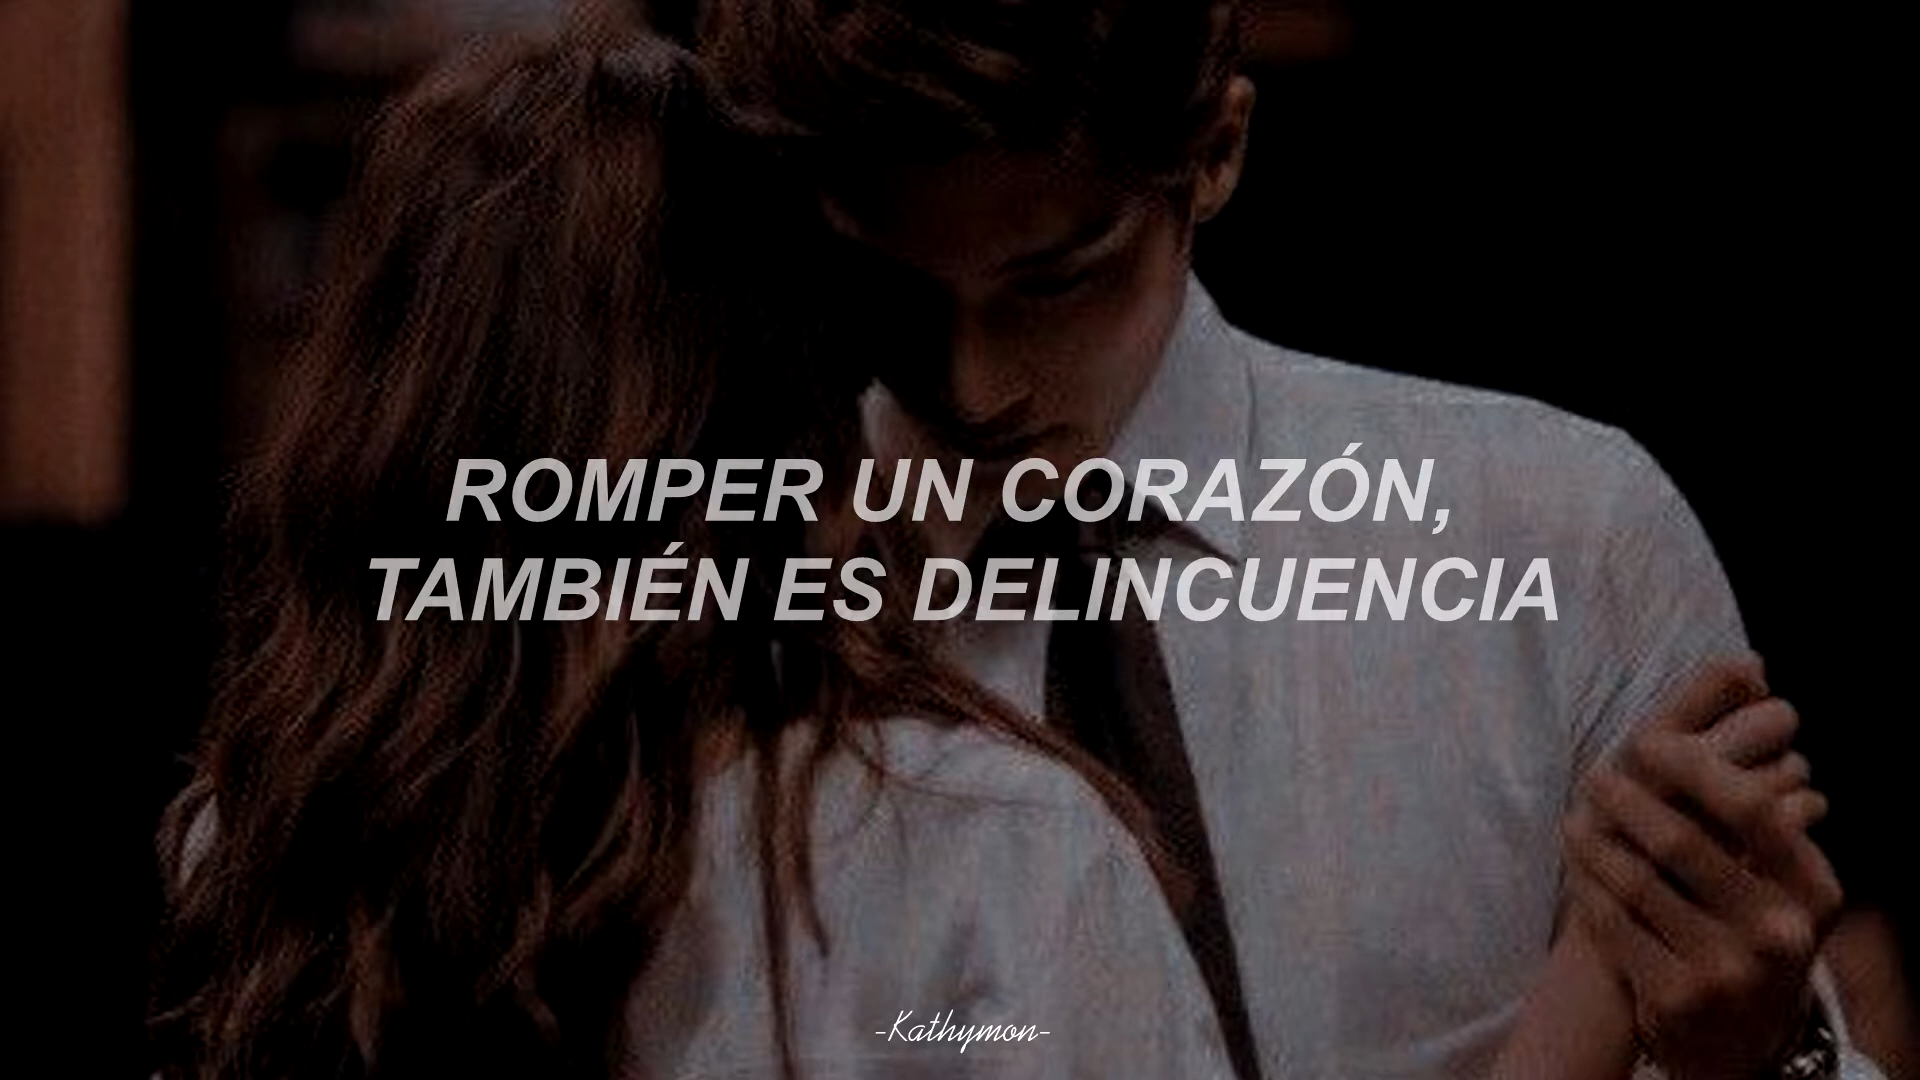 ROMPER UN CORAZÓN,
TAMBIÉN ES DELINCUENCIA
-Kathymon-